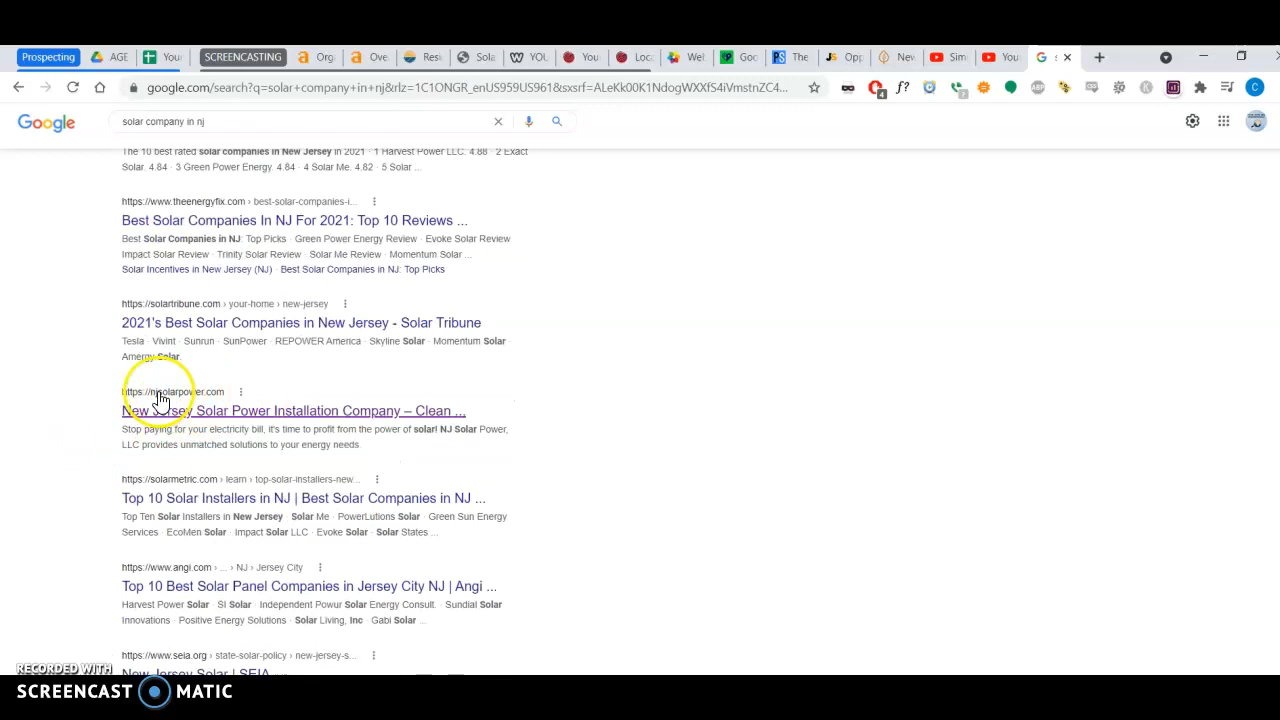 Prospecting
AGE
You
SCREENCASTING
Org
Ove
Resi
Sola
YOL
You
Loca
Wel
Goo
The
Opp
New
Sim
You
google.com/search?q=solar+company+in+nj&rlz=1C1ONGR_enUS959US961&sxsrf=ALeKk00K1NdogWXXfS4iVmstnZC4...
Google
solar company in nj
The 10 best rated solar companies in New Jersey in 2021 · 1 Harvest Power LLC. 4.88 · 2 Exact
Solar. 4.84 · 3 Green Power Energy. 4.84 · 4 Solar Me. 4.82 · 5 Solar ...
https://www.theenergyfix.com › best-solar-companies-i...
Best Solar Companies In NJ For 2021: Top 10 Reviews ...
Best Solar Companies in NJ: Top Picks · Green Power Energy Review · Evoke Solar Review
Impact Solar Review · Trinity Solar Review · Solar Me Review · Momentum Solar ...
Solar Incentives in New Jersey (NJ) · Best Solar Companies in NJ: Top Picks
https://solartribune.com › your-home › new-jersey
2021's Best Solar Companies in New Jersey - Solar Tribune
Tesla · Vivint · Sunrun · SunPower · REPOWER America · Skyline Solar · Momentum Solar ·
Amergy Solar.
https://njsolarpower.com
New Jersey Solar Power Installation Company – Clean ...
Stop paying for your electricity bill, it's time to profit from the power of solar! NJ Solar Power,
LLC provides unmatched solutions to your energy needs.
https://solarmetric.com › learn › top-solar-installers-new...
Top 10 Solar Installers in NJ | Best Solar Companies in NJ ...
Top Ten Solar Installers in New Jersey · Solar Me · PowerLutions Solar · Green Sun Energy
Services · EcoMen Solar · Impact Solar LLC · Evoke Solar · Solar States ...
https://www.angi.com › ... › NJ › Jersey City
Top 10 Best Solar Panel Companies in Jersey City NJ | Angi ...
Harvest Power Solar · SI Solar · Independent Powur Solar Energy Consult. · Sundial Solar
Innovations · Positive Energy Solutions · Solar Living, Inc · Gabi Solar ...
https://www.seia.org › state-solar-policy › new-jersey-s...
New Jersey Solar | SEIA
RECORDED WITH
SCREENCAST MATIC